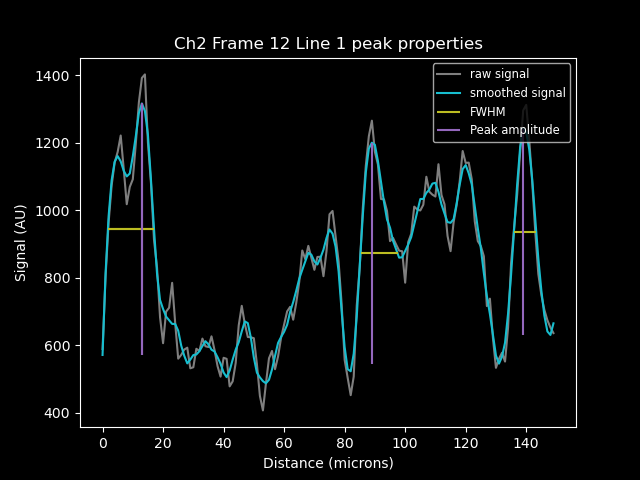 Ch2 Frame 12 Line 1 peak properties
raw signal
smoothed signal
FWHM
Peak amplitude
1400
1200
1000
800
600
400
Signal (AU)
0 20 40 60 80 100 120 140
Distance (microns)